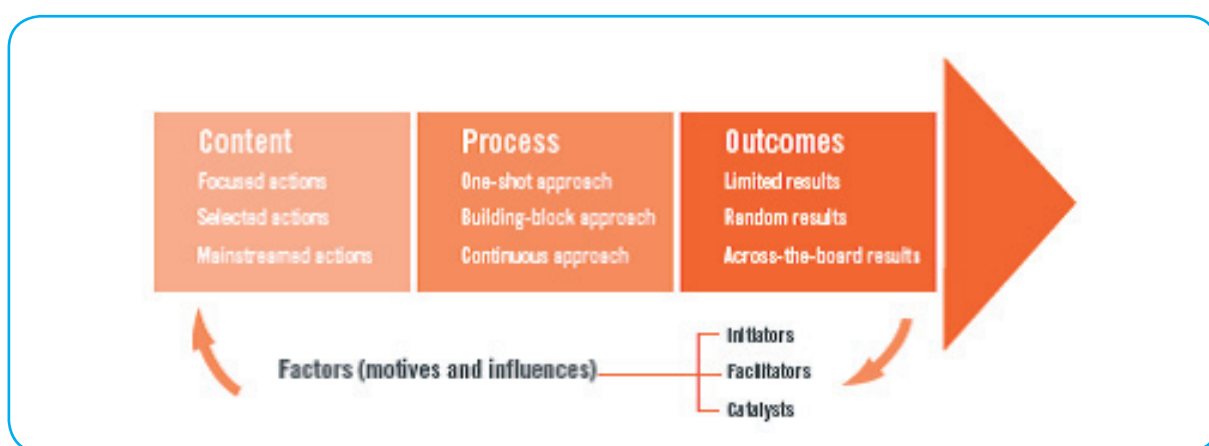 Content
Focused actions
Selected actions
Mainstreamed actions
Process
One-shot approach
Building-block approach
Continuous approach
Outcomes
Limited results
Random results
Across-the-board results
Factors (motives and influences)
Initiators
Facilitators
Catalysts